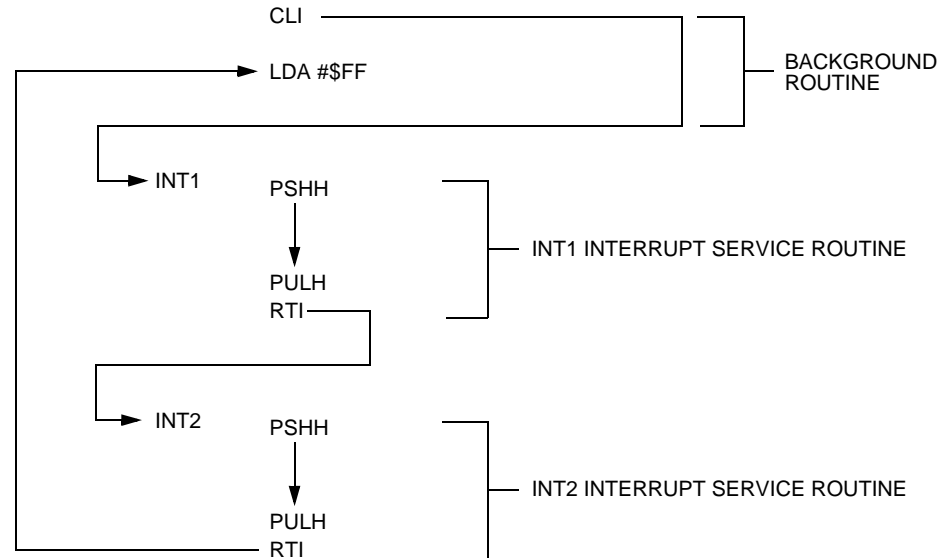 CLI
LDA #$FF
BACKGROUND
ROUTINE
INT1
PSHH
INT1 INTERRUPT SERVICE ROUTINE
PULH
RTI
INT2
PSHH
INT2 INTERRUPT SERVICE ROUTINE
PULH
RTI